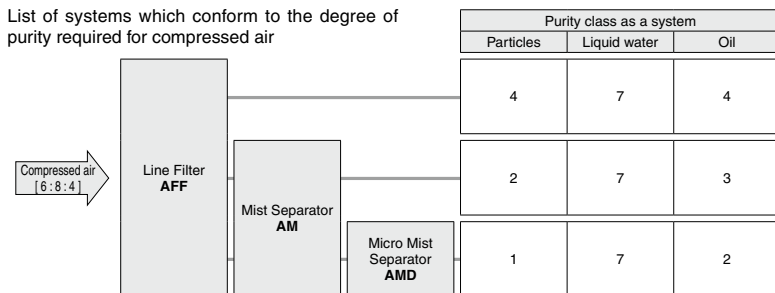 List of systems which conform to the degree of
purity required for compressed air
Purity class as a system
Particles Liquid water Oil
4 7 4
Compressed air
[ 6 : 8 : 4 ]
Line Filter
AFF
2 7 3
Mist Separator
AM
Micro Mist
Separator
AMD
1 7 2